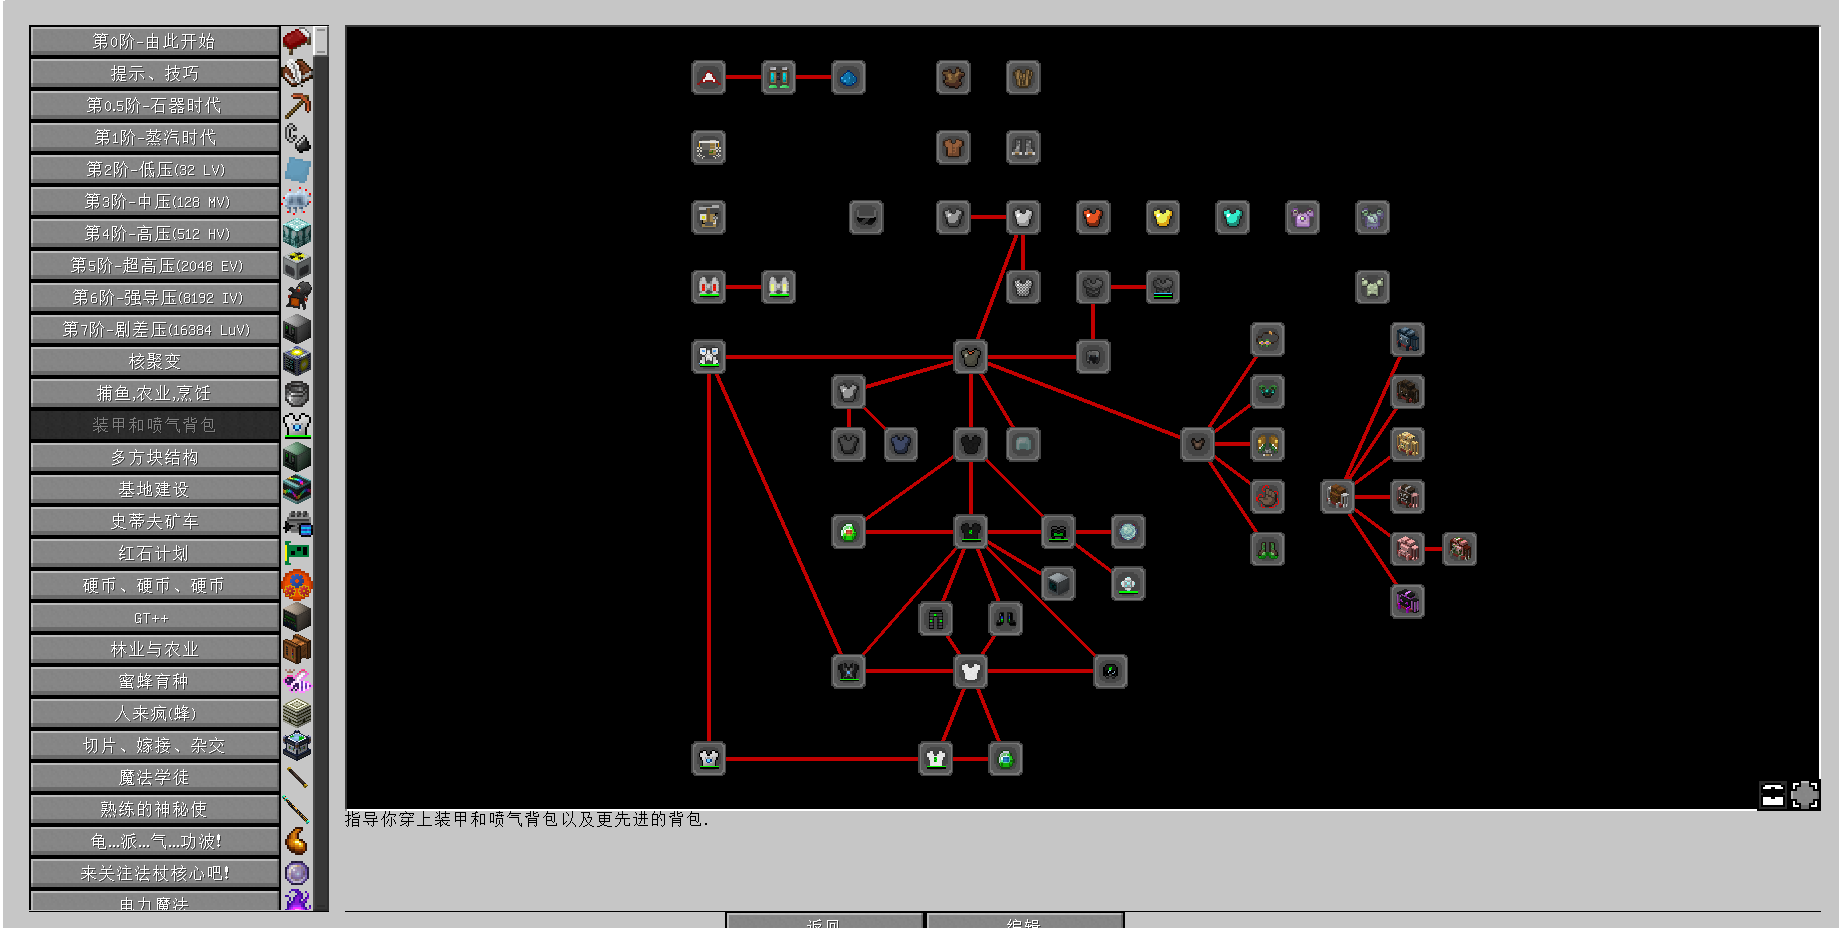 第0阶-由此开始
提示、技巧
第0.5阶-石器时代
第1阶-蒸汽时代
第2阶-低压(32 LV)
第3阶-中压(128 MV)
第4阶-高压(512 HV)
第5阶-超高压(2048 EV)
第6阶-强导压(8192 IV)
第7阶-剧差压(16384 LuV)
核聚变
捕鱼,农业,烹饪
装甲和喷气背包
多方块结构
基地建设
史蒂夫矿车
红石计划
硬币、硬币、硬币
GT++
林业与农业
蜜蜂育种
人来疯(蜂)
切片、嫁接、杂交
魔法学徒
熟练的神秘使
龟...派...气...功波!
来关注法杖核心吧!
电力魔法
指导你穿上装甲和喷气背包以及更先进的背包.
返回
编辑